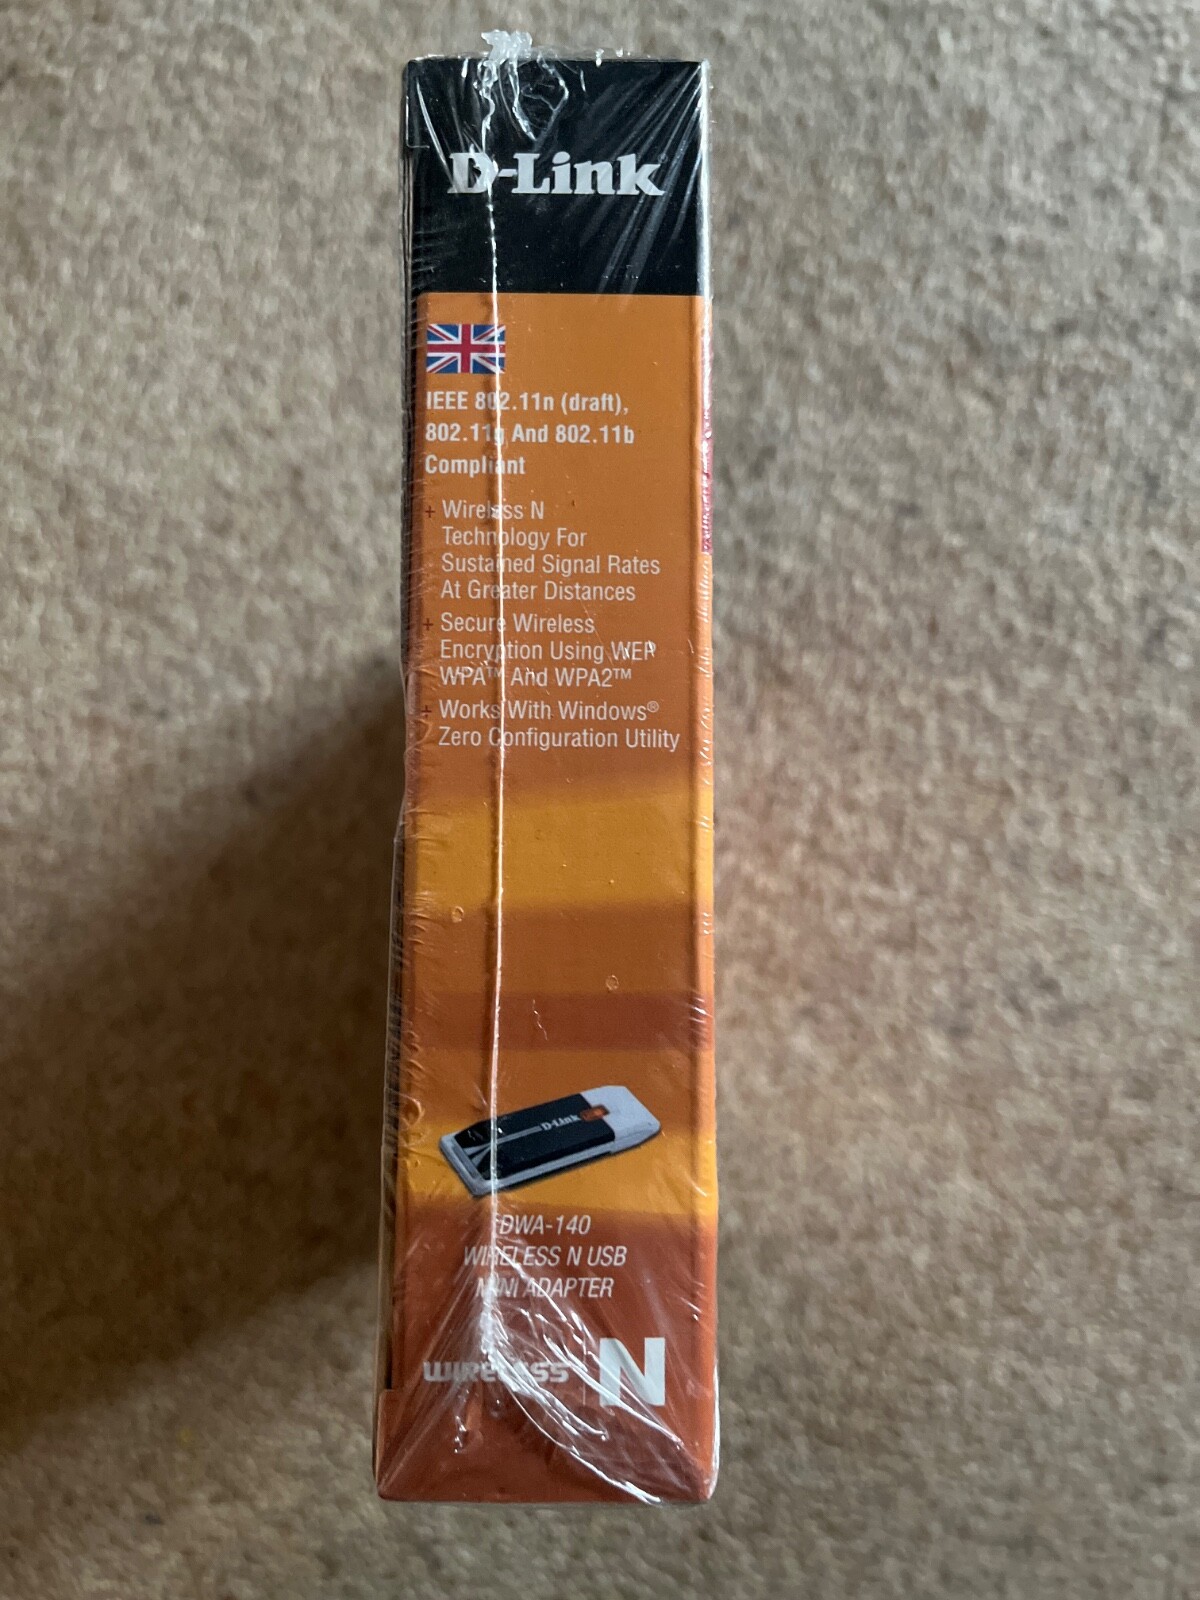 D-Link
IEEE 802.11n (draft),
802.11g And 802.11b
Compliant
+ Wireless N
Technology For
Sustained Signal Rates
At Greater Distances
+ Secure Wireless
Encryption Using WEP
WPA™ And WPA2™
+ Works With Windows®
Zero Configuration Utility
D-Link
DWA-140
WIRELESS N USB
MINI ADAPTER
WIRELESS N